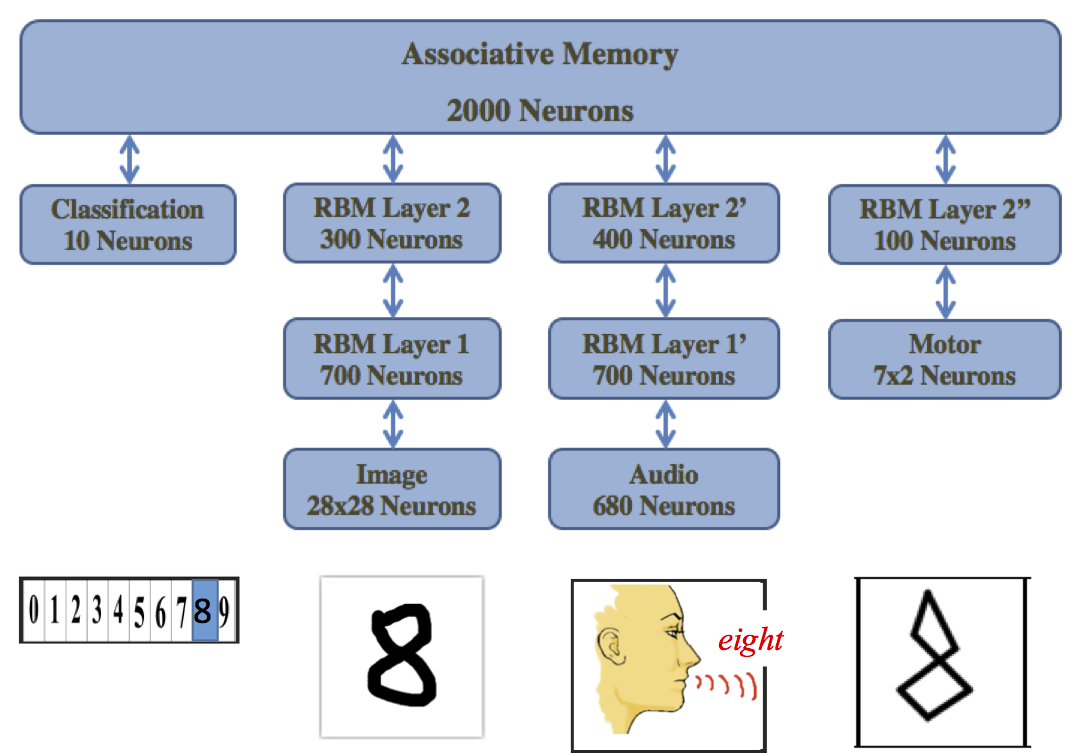 Associative Memory
2000 Neurons
Classification
10 Neurons
RBM Layer 2
300 Neurons
RBM Layer 2’
400 Neurons
RBM Layer 2”
100 Neurons
RBM Layer 1
700 Neurons
RBM Layer 1’
700 Neurons
Motor
7x2 Neurons
Image
28x28 Neurons
Audio
680 Neurons
0 1 2 3 4 5 6 7 8 9
8
eight
8